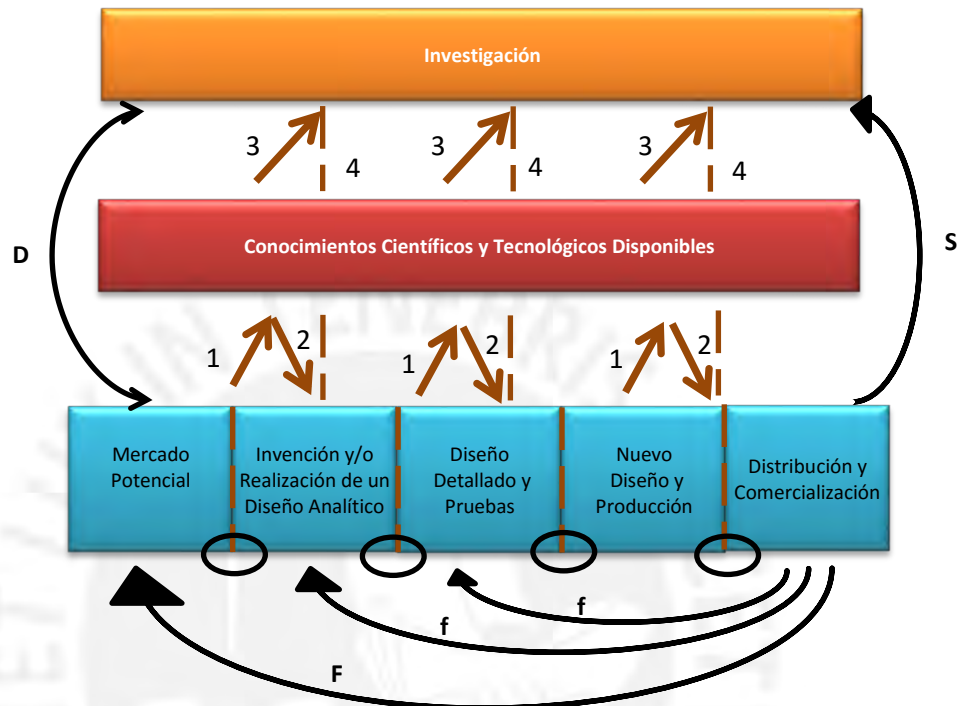 Investigación
3
4
3
4
3
4
D
S
Conocimientos Científicos y Tecnológicos Disponibles
1
2
1
2
1
2
Mercado
Potencial
Invención y/o
Realización de un
Diseño Analítico
Diseño
Detallado y
Pruebas
Nuevo
Diseño y
Producción
Distribución y
Comercialización
f
f
F